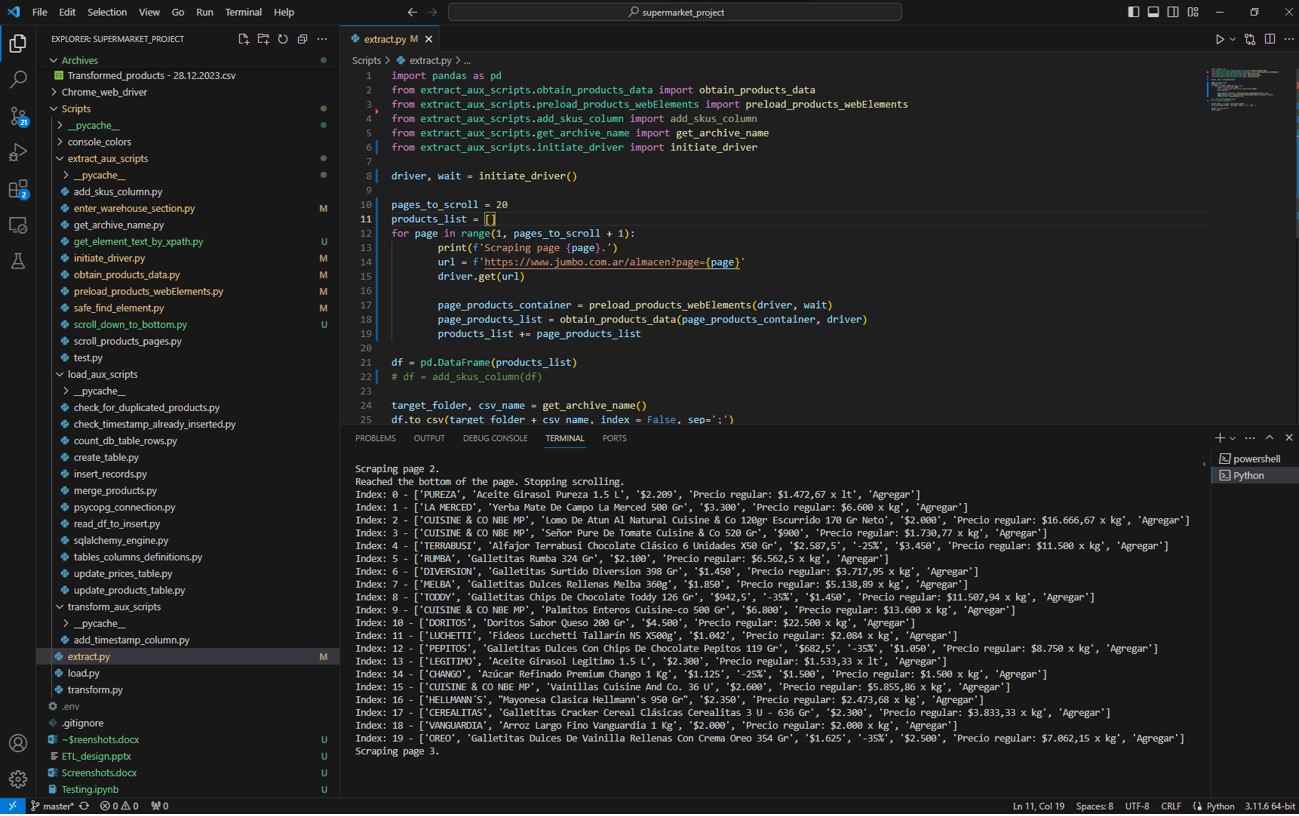 File Edit Selection View Go Run Terminal Help
supermarket_project
EXPLORER: SUPERMARKET_PROJECT
Archives
Transformed_products - 28.12.2023.csv
Chrome_web_driver
Scripts
__pycache__
console_colors
extract_aux_scripts
__pycache__
add_skus_column.py
enter_warehouse_section.py M
get_archive_name.py
get_element_text_by_xpath.py U
initiate_driver.py M
obtain_products_data.py M
preload_products_webElements.py M
safe_find_element.py M
scroll_down_to_bottom.py U
scroll_products_pages.py
test.py
load_aux_scripts
__pycache__
check_for_duplicated_products.py
check_timestamp_already_inserted.py
count_db_table_rows.py
create_table.py
insert_records.py
merge_products.py
psycopg_connection.py
read_df_to_insert.py
sqlalchemy_engine.py
tables_columns_definitions.py
update_prices_table.py
update_products_table.py
transform_aux_scripts
__pycache__
add_timestamp_column.py
extract.py M
load.py
transform.py
.env
.gitignore
~$reenshots.docx U
ETL_design.pptx U
Screenshots.docx U
Testing.ipynb U
21
2
extract.py M
Scripts > extract.py > ...
1 import pandas as pd
2 from extract_aux_scripts.obtain_products_data import obtain_products_data
3 from extract_aux_scripts.preload_products_webElements import preload_products_webElements
4 from extract_aux_scripts.add_skus_column import add_skus_column
5 from extract_aux_scripts.get_archive_name import get_archive_name
6 from extract_aux_scripts.initiate_driver import initiate_driver
7
8 driver, wait = initiate_driver()
9
10 pages_to_scroll = 20
11 products_list = []
12 for page in range(1, pages_to_scroll + 1):
13 print(f'Scraping page {page}.')
14 url = f'https://www.jumbo.com.ar/almacen?page={page}'
15 driver.get(url)
16
17 page_products_container = preload_products_webElements(driver, wait)
18 page_products_list = obtain_products_data(page_products_container, driver)
19 products_list += page_products_list
20
21 df = pd.DataFrame(products_list)
22 # df = add_skus_column(df)
23
24 target_folder, csv_name = get_archive_name()
25 df.to_csv(target_folder + csv_name, index = False, sep=';')
PROBLEMS OUTPUT DEBUG CONSOLE TERMINAL PORTS
powershell
Python
Scraping page 2.
Reached the bottom of the page. Stopping scrolling.
Index: 0 - ['PUREZA', 'Aceite Girasol Pureza 1.5 L', '$2.209', 'Precio regular: $1.472,67 x lt', 'Agregar']
Index: 1 - ['LA MERCED', 'Yerba Mate De Campo La Merced 500 Gr', '$3.300', 'Precio regular: $6.600 x kg', 'Agregar']
Index: 2 - ['CUISINE & CO NBE MP', 'Lomo De Atun Al Natural Cuisine & Co 120gr Escurrido 170 Gr Neto', '$2.000', 'Precio regular: $16.666,67 x kg', 'Agregar']
Index: 3 - ['CUISINE & CO NBE MP', 'Señor Pure De Tomate Cuisine & Co 520 Gr', '$900', 'Precio regular: $1.730,77 x kg', 'Agregar']
Index: 4 - ['TERRABUSI', 'Alfajor Terrabusi Chocolate Clásico 6 Unidades X50 Gr', '$2.587,5', '-25%', '$3.450', 'Precio regular: $11.500 x kg', 'Agregar']
Index: 5 - ['RUMBA', 'Galletitas Rumba 324 Gr', '$2.100', 'Precio regular: $6.562,5 x kg', 'Agregar']
Index: 6 - ['DIVERSION', 'Galletitas Surtido Diversion 398 Gr', '$1.450', 'Precio regular: $3.717,95 x kg', 'Agregar']
Index: 7 - ['MELBA', 'Galletitas Dulces Rellenas Melba 360g', '$1.850', 'Precio regular: $5.138,89 x kg', 'Agregar']
Index: 8 - ['TODDY', 'Galletitas Chips De Chocolate Toddy 126 Gr', '$942,5', '-35%', '$1.450', 'Precio regular: $11.507,94 x kg', 'Agregar']
Index: 9 - ['CUISINE & CO NBE MP', 'Palmitos Enteros Cuisine-co 500 Gr', '$6.800', 'Precio regular: $13.600 x kg', 'Agregar']
Index: 10 - ['DORITOS', 'Doritos Sabor Queso 200 Gr', '$4.500', 'Precio regular: $22.500 x kg', 'Agregar']
Index: 11 - ['LUCHETTI', 'Fideos Lucchetti Tallarín N5 X500g', '$1.042', 'Precio regular: $2.084 x kg', 'Agregar']
Index: 12 - ['PEPITOS', 'Galletitas Dulces Con Chips De Chocolate Pepitos 119 Gr', '$682,5', '-35%', '$1.050', 'Precio regular: $8.750 x kg', 'Agregar']
Index: 13 - ['LEGITIMO', 'Aceite Girasol Legitimo 1.5 L', '$2.300', 'Precio regular: $1.533,33 x lt', 'Agregar']
Index: 14 - ['CHANGO', 'Azúcar Refinado Premium Chango 1 Kg', '$1.125', '-25%', '$1.500', 'Precio regular: $1.500 x kg', 'Agregar']
Index: 15 - ['CUISINE & CO NBE MP', 'Vainillas Cuisine And Co. 36 U', '$2.600', 'Precio regular: $5.855,86 x kg', 'Agregar']
Index: 16 - ['HELLMANN´S', "Mayonesa Clasica Hellmann's 950 Gr", '$2.350', 'Precio regular: $2.473,68 x kg', 'Agregar']
Index: 17 - ['CEREALITAS', 'Galletitas Cracker Cereal Clásicas Cerealitas 3 U - 636 Gr', '$2.300', 'Precio regular: $3.833,33 x kg', 'Agregar']
Index: 18 - ['VANGUARDIA', 'Arroz Largo Fino Vanguardia 1 Kg', '$2.000', 'Precio regular: $2.000 x kg', 'Agregar']
Index: 19 - ['OREO', 'Galletitas Dulces De Vainilla Rellenas Con Crema Oreo 354 Gr', '$1.625', '-35%', '$2.500', 'Precio regular: $7.062,15 x kg', 'Agregar']
Scraping page 3.
master* 0 0 0 Ln 11, Col 19 Spaces: 8 UTF-8 CRLF Python 3.11.6 64-bit